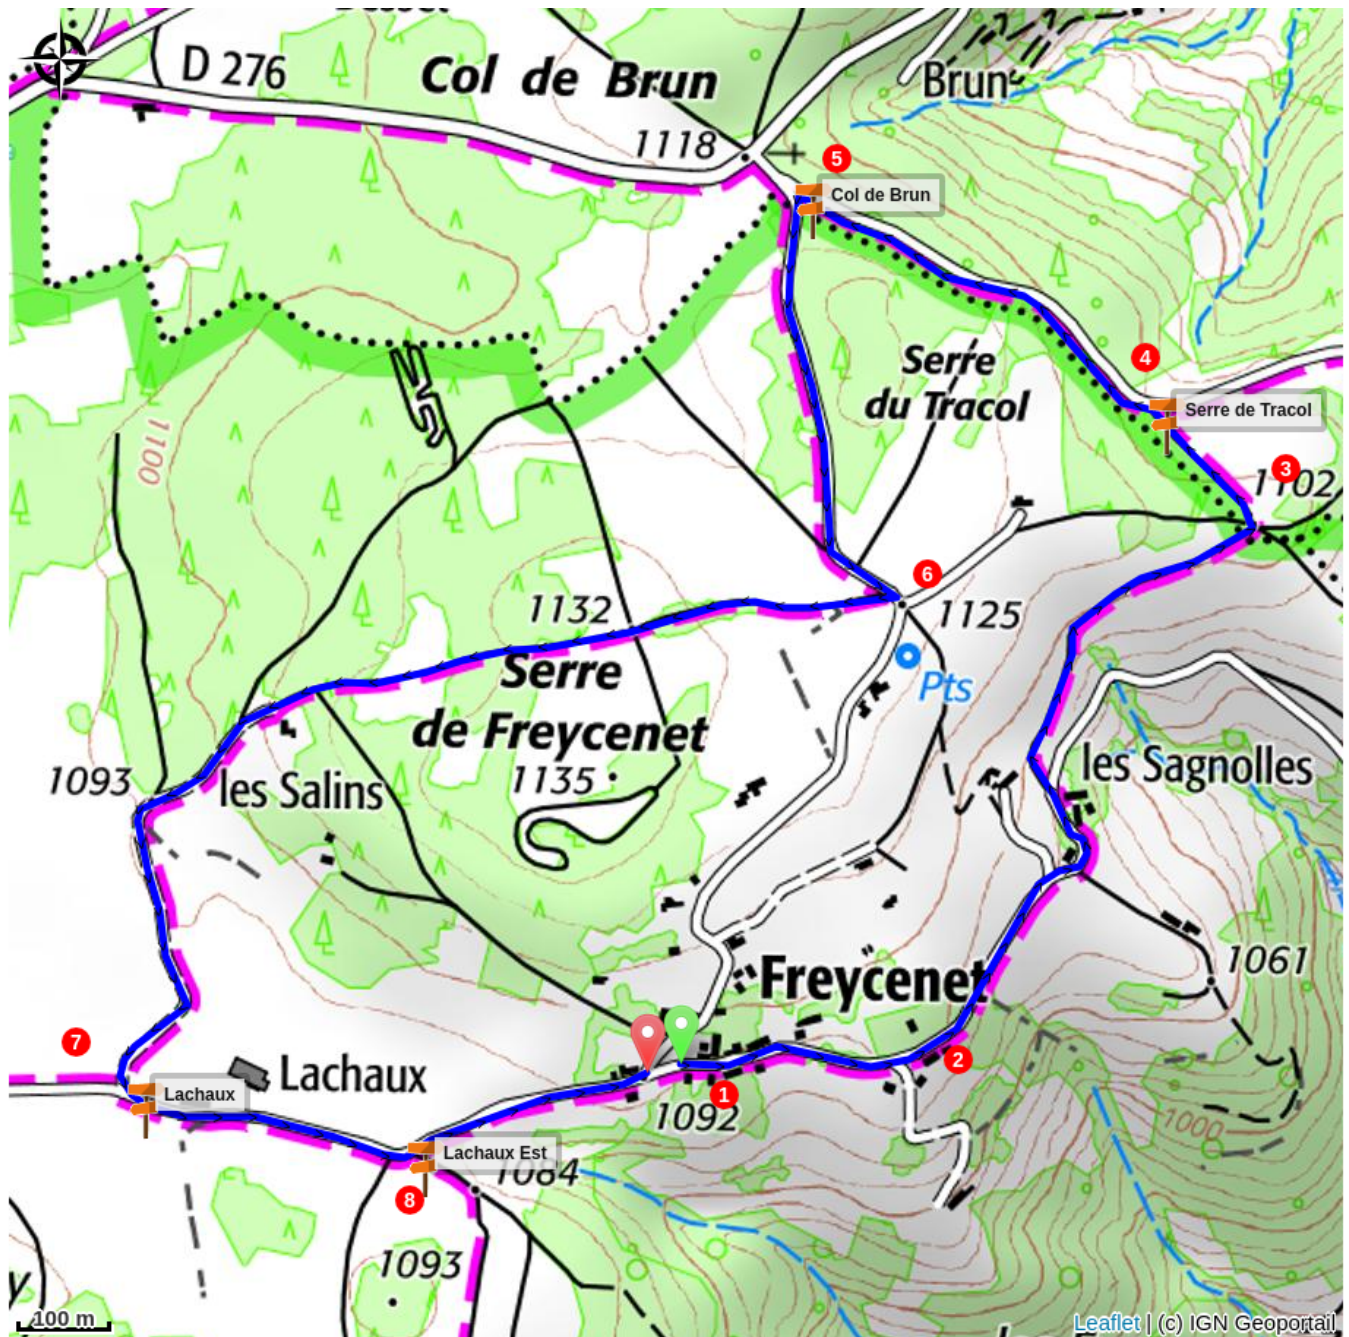 D 276
Col de Brun
Brun
1118
5
Col de Brun
4
Serre
du Tracol
Serre de Tracol
3
1102
1100
6
1132
1125
Serre
de Freycenet
Pts
1093
les Salins
1135
les Sagnolles
Freycenet
1061
7
2
Lachaux
Lachaux
1
1092
1000
Lachaux Est
1084
8
1093
y
100 m
Leaflet | (c) IGN Geoportail